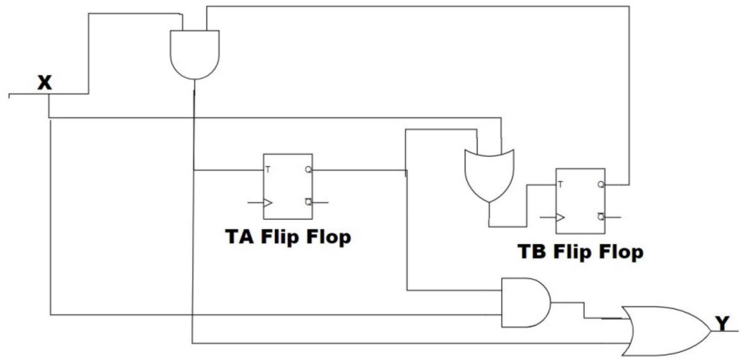 X
T Q
Q̅
TA Flip Flop
T Q
Q̅
TB Flip Flop
Y